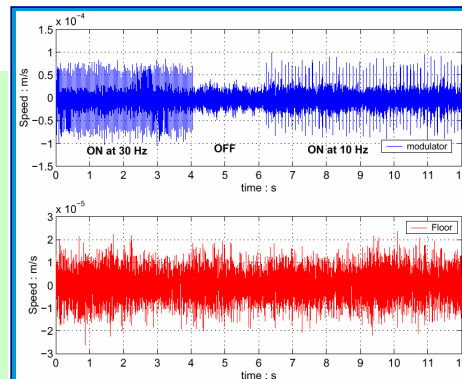 x 10⁻⁴
1.5
1
0.5
0
−0.5
−1
−1.5
Speed : m/s
ON at 30 Hz OFF ON at 10 Hz
modulator
0 1 2 3 4 5 6 7 8 9 10 11 1
time : s
x 10⁻⁵
3
2
1
0
−1
−2
−3
Speed : m/s
Floor
0 1 2 3 4 5 6 7 8 9 10 11 1
time : s